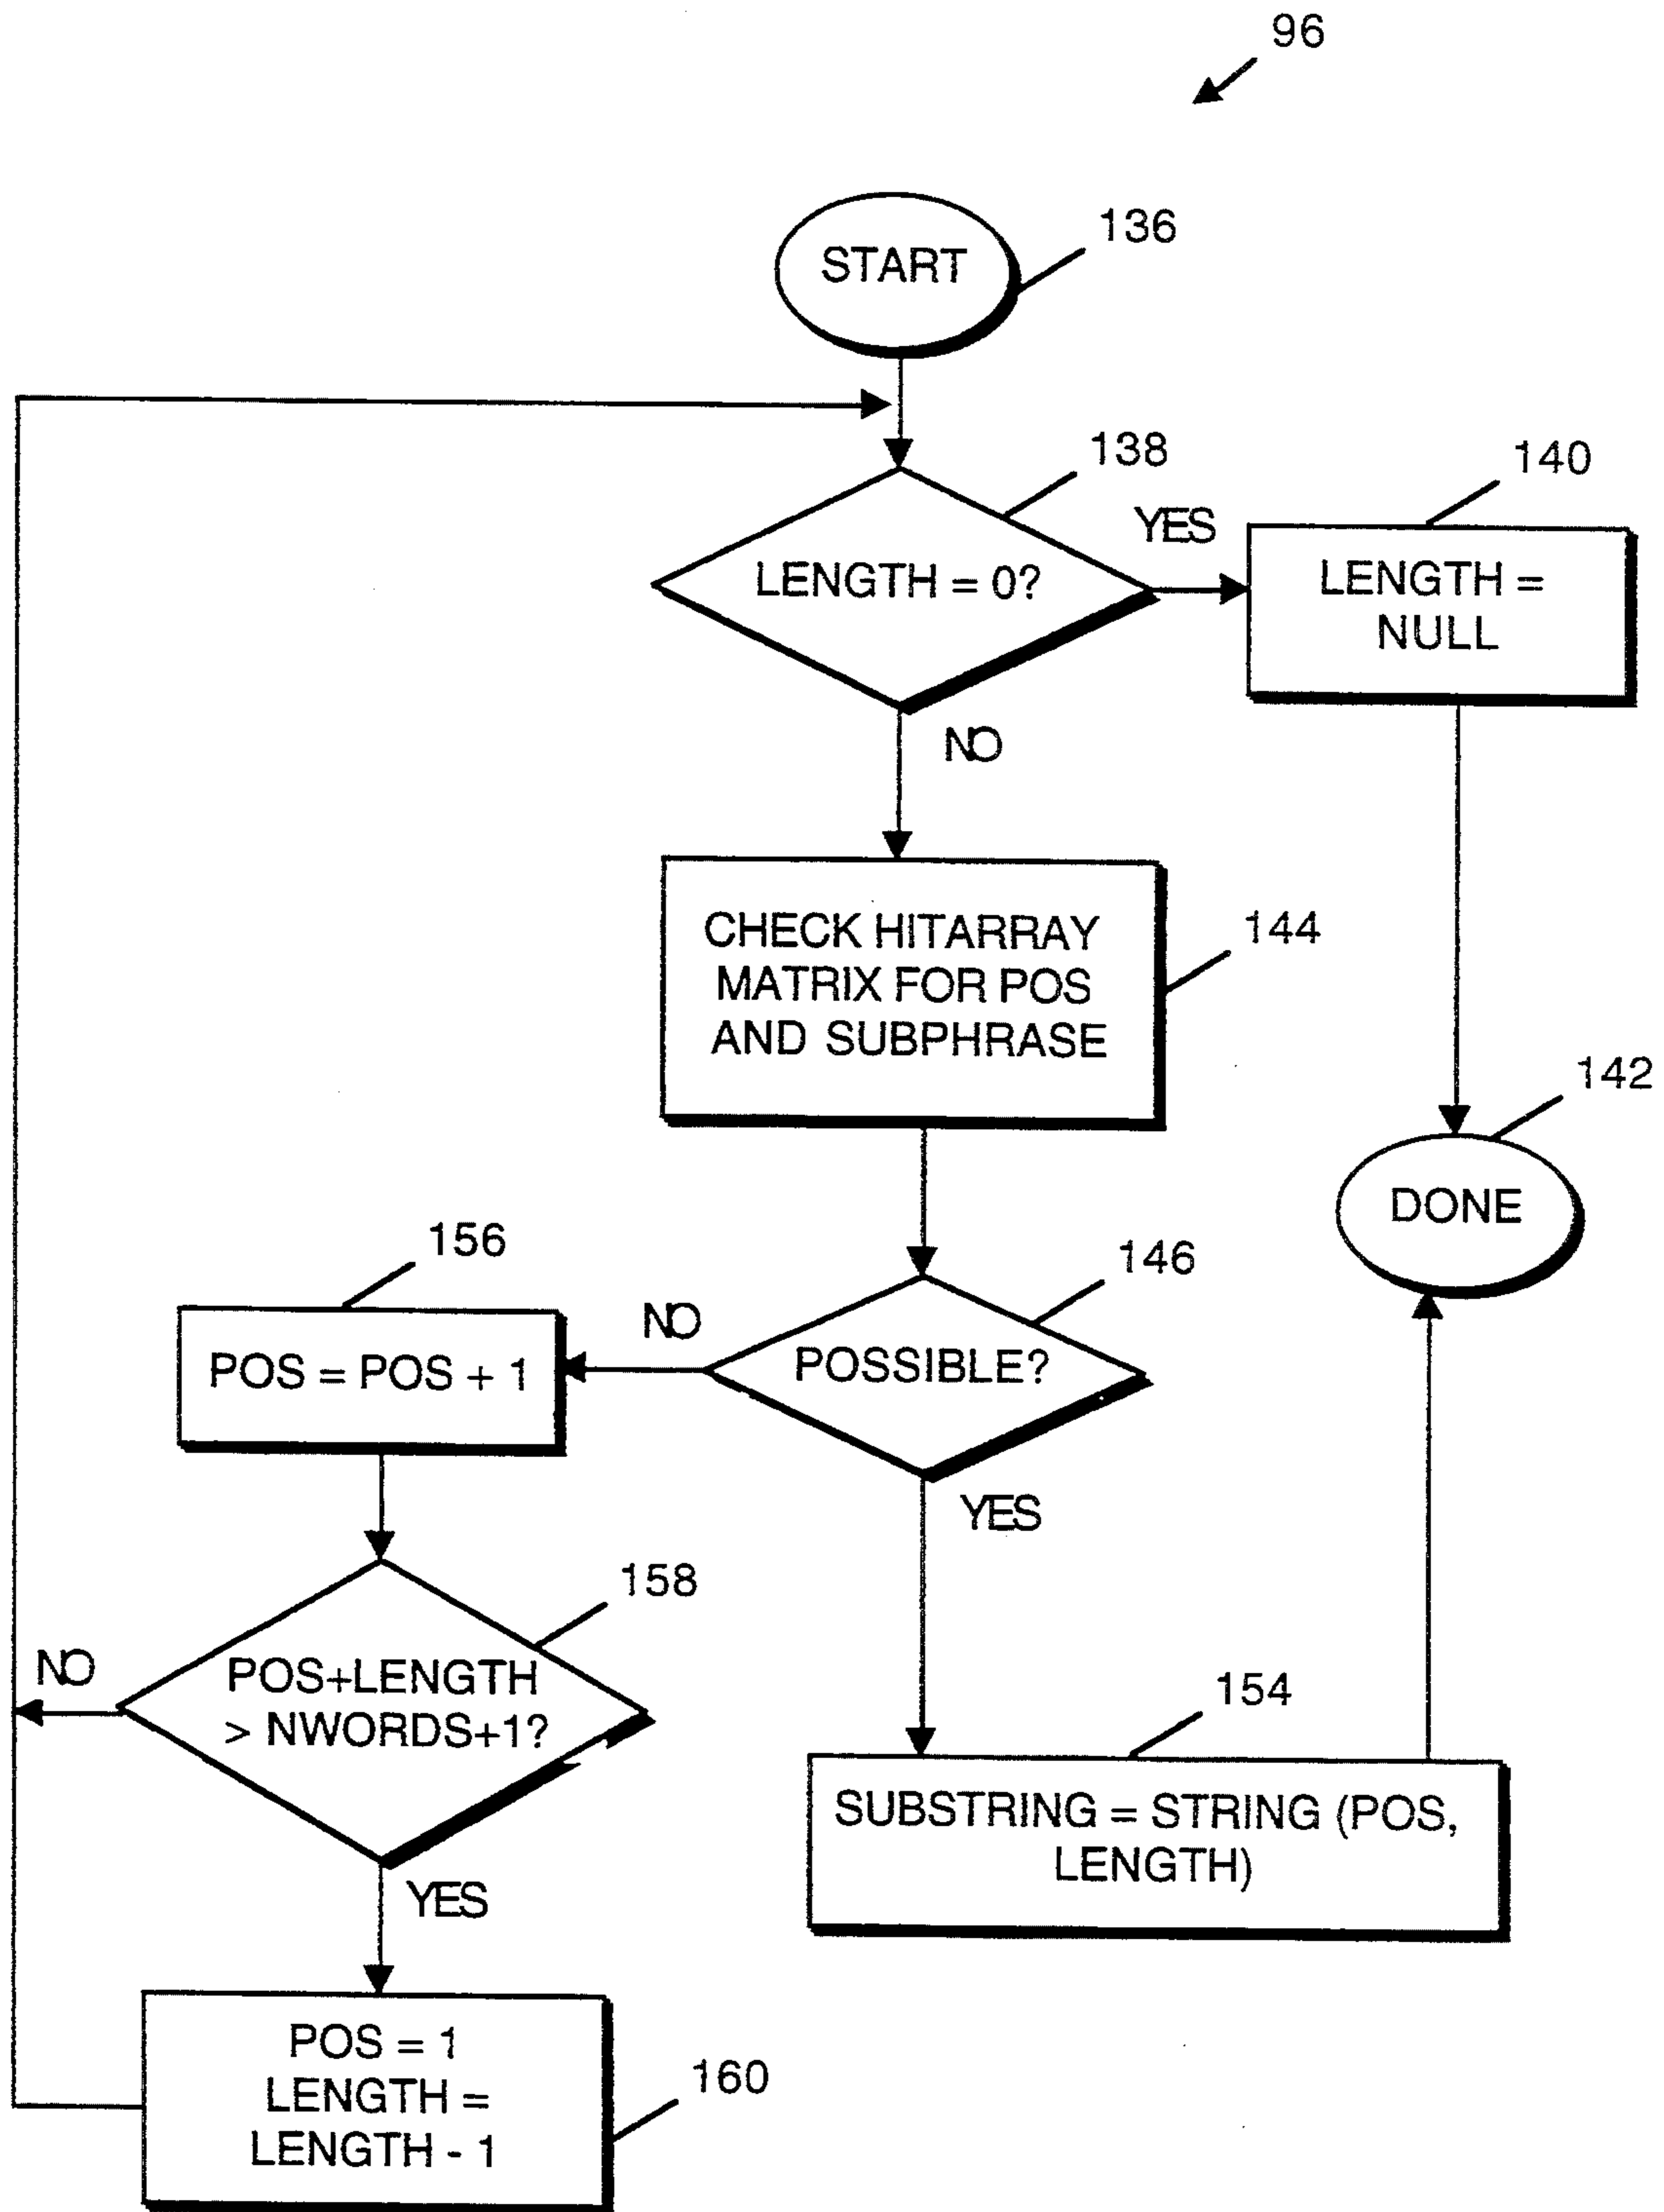 96
136
START
138
140
YES
LENGTH = 0?
LENGTH =
NULL
NO
CHECK HITARRAY
MATRIX FOR POS
AND SUBPHRASE
144
142
DONE
156
146
NO
POS = POS + 1
POSSIBLE?
YES
158
NO
POS+LENGTH
> NWORDS+1?
154
SUBSTRING = STRING (POS,
LENGTH)
YES
POS = 1
LENGTH =
LENGTH - 1
160